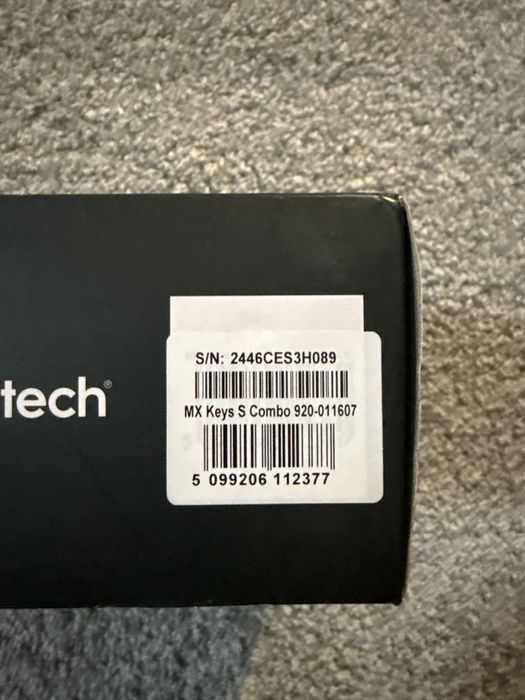 tech®
S/N: 2446CES3H089
MX Keys S Combo 920-011607
5 099206 112377